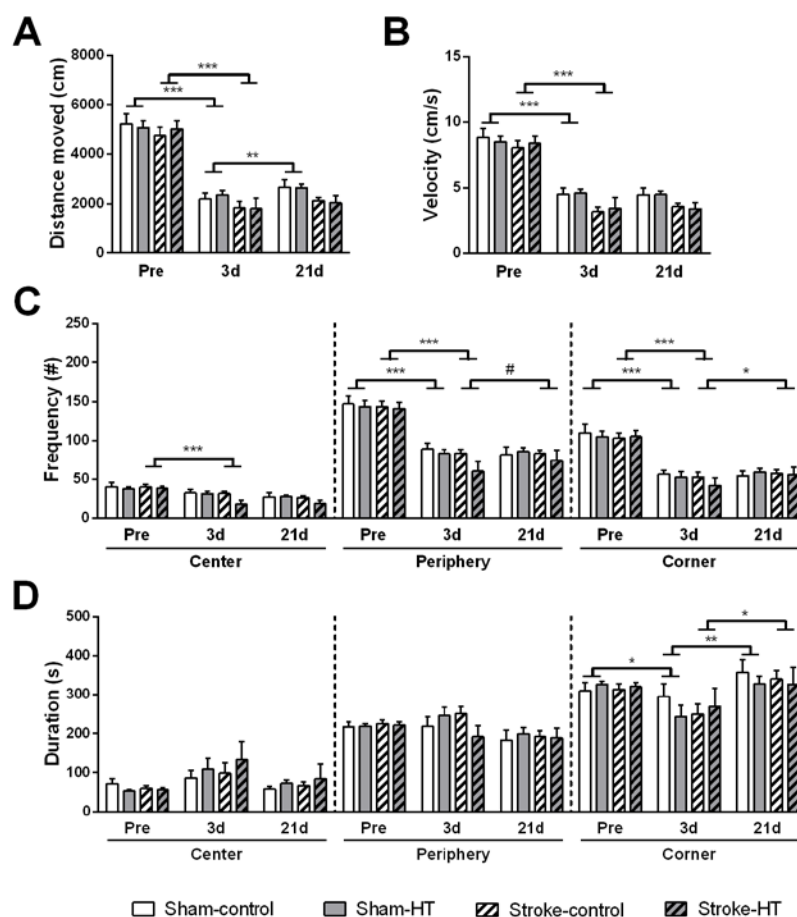 A
Distance moved (cm)
8000
6000
4000
2000
0
***
***
**
Pre 3d 21d
B
Velocity (cm/s)
15
10
5
0
***
***
Pre 3d 21d
C
Frequency (#)
250
200
150
100
50
0
***
***
***
#
***
***
*
Pre 3d 21d Pre 3d 21d Pre 3d 21d
Center Periphery Corner
D
Duration (s)
500
400
300
200
100
0
*
**
*
Pre 3d 21d Pre 3d 21d Pre 3d 21d
Center Periphery Corner
Sham-control Sham-HT Stroke-control Stroke-HT